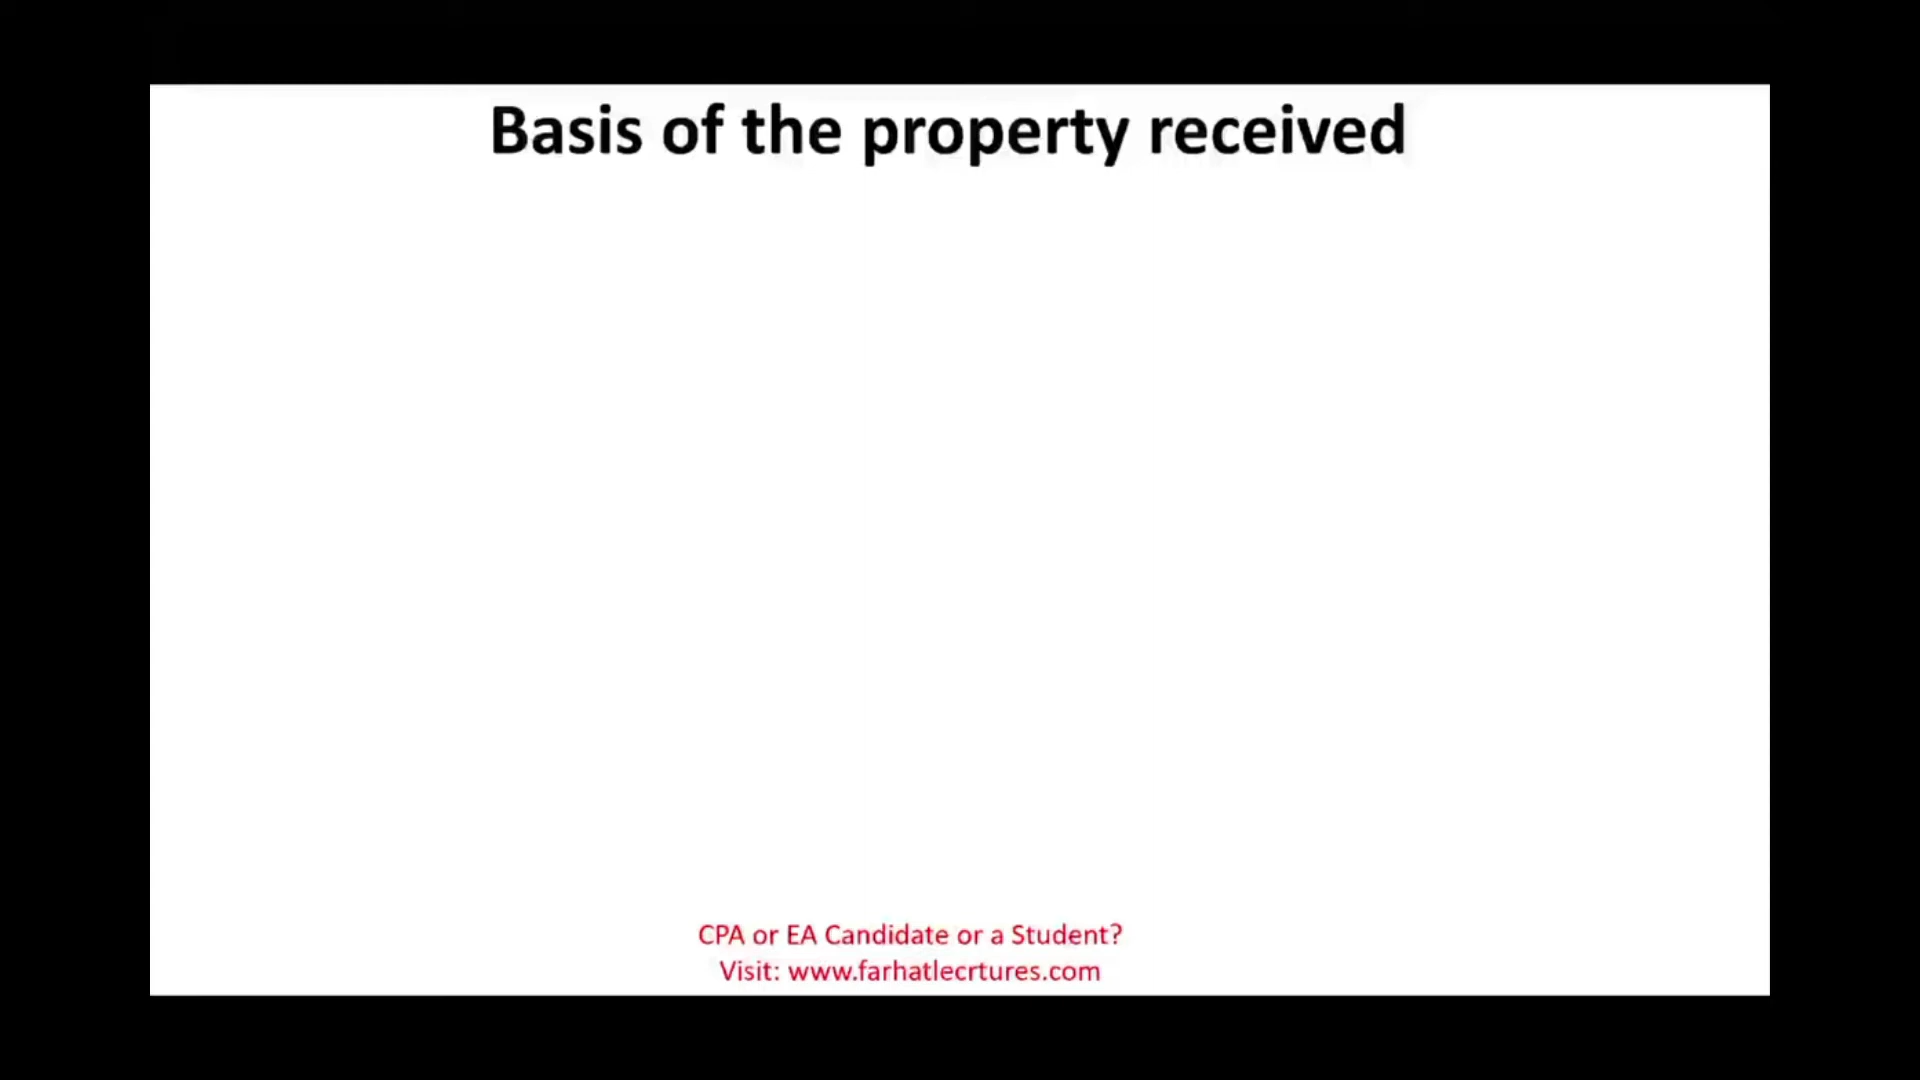 Basis of the property received
CPA or EA Candidate or a Student?
Visit: www.farhatlecrtures.com